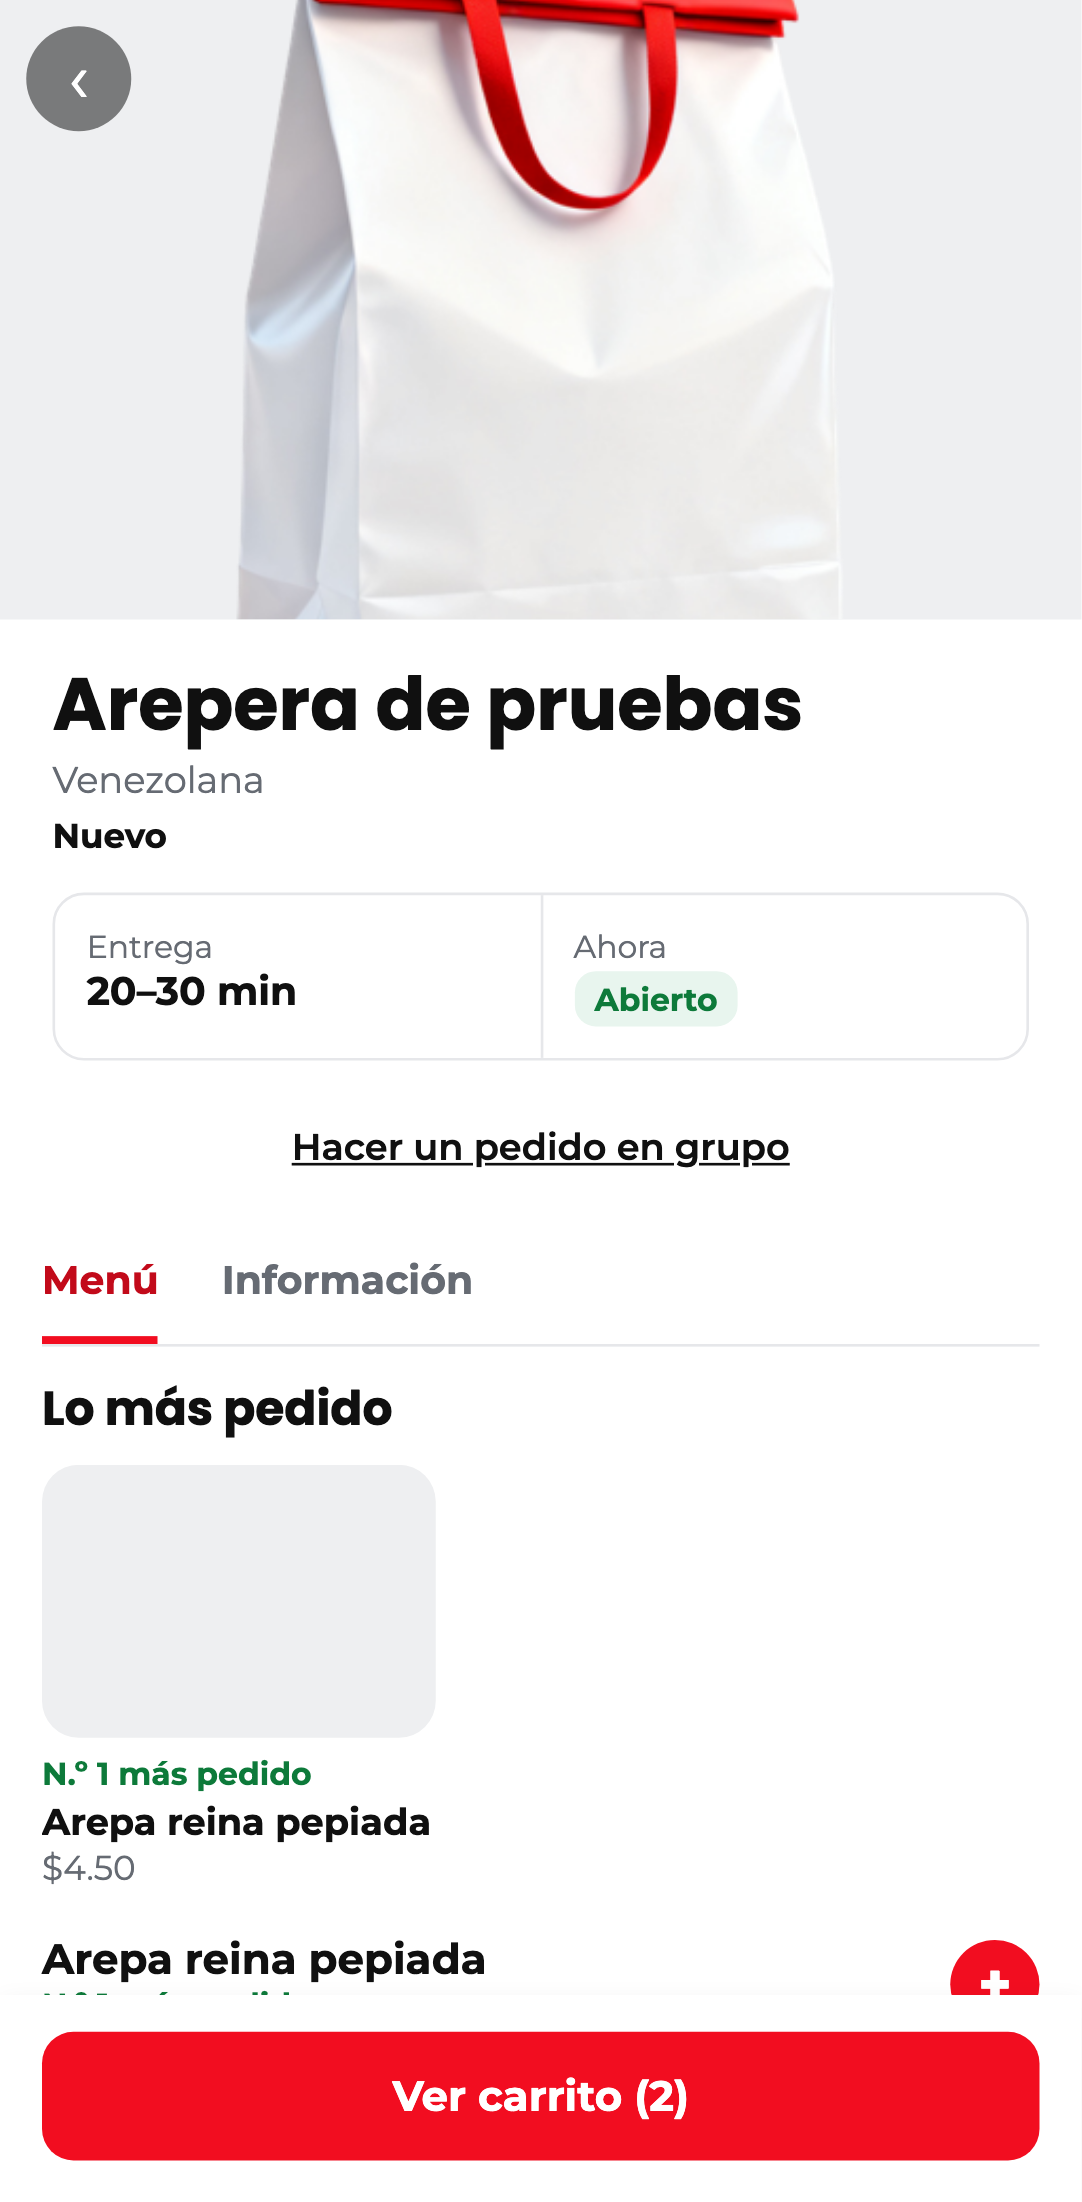 Arepera de pruebas
Venezolana
Nuevo
Entrega
20–30 min
Ahora
Abierto
Hacer un pedido en grupo
Menú
Información
Lo más pedido
N.º 1 más pedido
Arepa reina pepiada
$4.50
Arepa reina pepiada
+
Ver carrito (2)